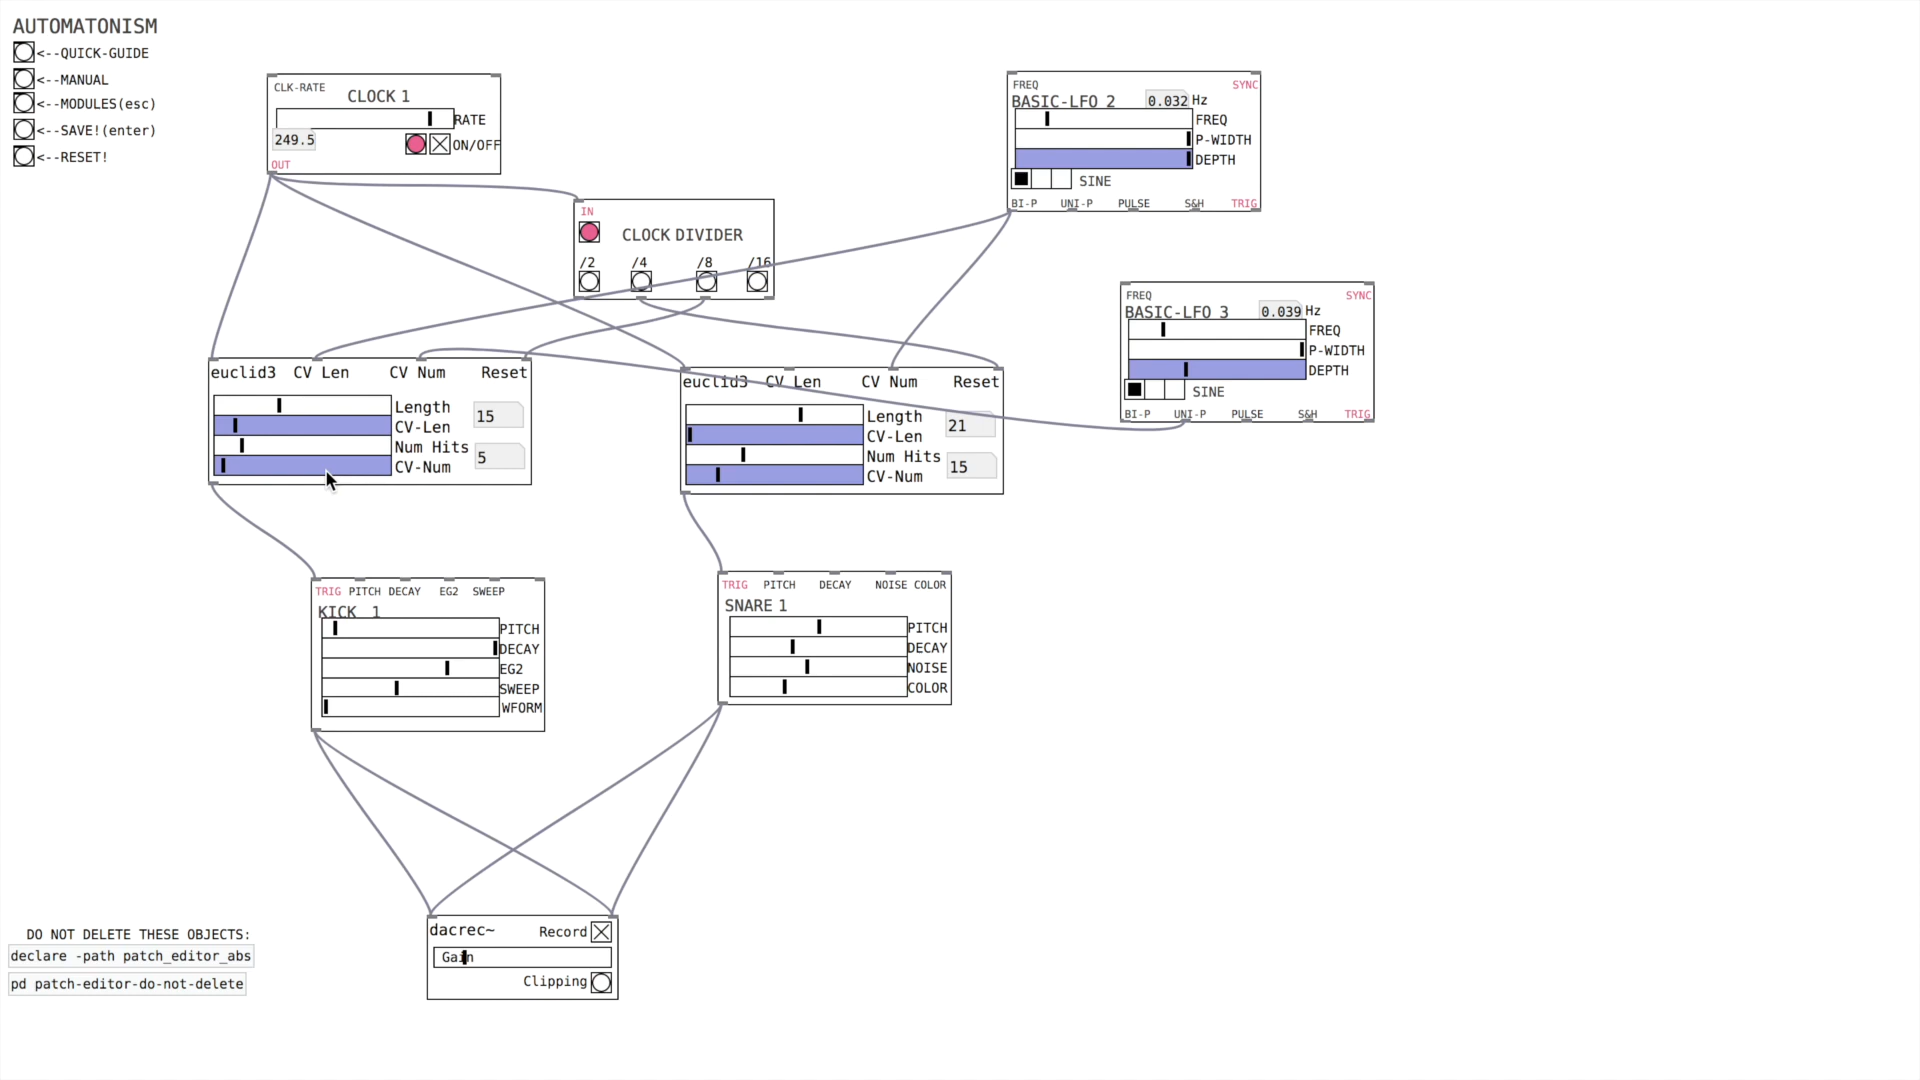 AUTOMATONISM
<--QUICK-GUIDE
<--MANUAL
<--MODULES(esc)
<--SAVE!(enter)
<--RESET!
CLK-RATE
CLOCK 1
RATE
249.5
ON/OFF
OUT
IN
CLOCK DIVIDER
/2 /4 /8 /16
FREQ SYNC
BASIC-LFO 2 0.032 Hz
FREQ
P-WIDTH
DEPTH
SINE
BI-P UNI-P PULSE S&H TRIG
FREQ SYNC
BASIC-LFO 3 0.039 Hz
FREQ
P-WIDTH
DEPTH
SINE
BI-P UNI-P PULSE S&H TRIG
euclid3 CV Len CV Num Reset
Length 15
CV-Len
Num Hits 5
CV-Num
euclid3 CV Len CV Num Reset
Length 21
CV-Len
Num Hits 15
CV-Num
TRIG PITCH DECAY EG2 SWEEP
KICK 1
PITCH
DECAY
EG2
SWEEP
WFORM
TRIG PITCH DECAY NOISE COLOR
SNARE 1
PITCH
DECAY
NOISE
COLOR
dacrec~ Record
Gain
Clipping
DO NOT DELETE THESE OBJECTS:
declare -path patch_editor_abs
pd patch-editor-do-not-delete